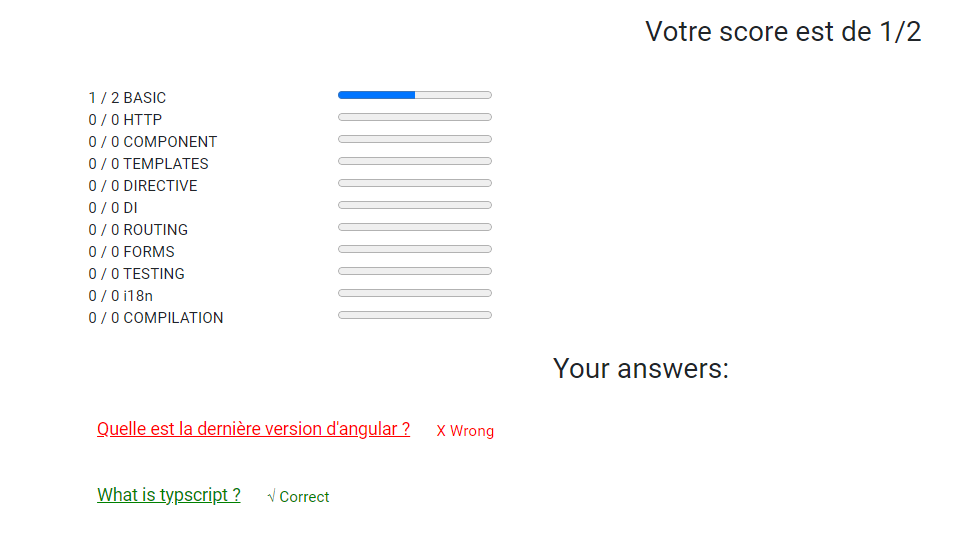 Votre score est de 1/2
1 / 2 BASIC
0 / 0 HTTP
0 / 0 COMPONENT
0 / 0 TEMPLATES
0 / 0 DIRECTIVE
0 / 0 DI
0 / 0 ROUTING
0 / 0 FORMS
0 / 0 TESTING
0 / 0 i18n
0 / 0 COMPILATION
Your answers:
Quelle est la dernière version d'angular ? X Wrong
What is typscript ? √ Correct